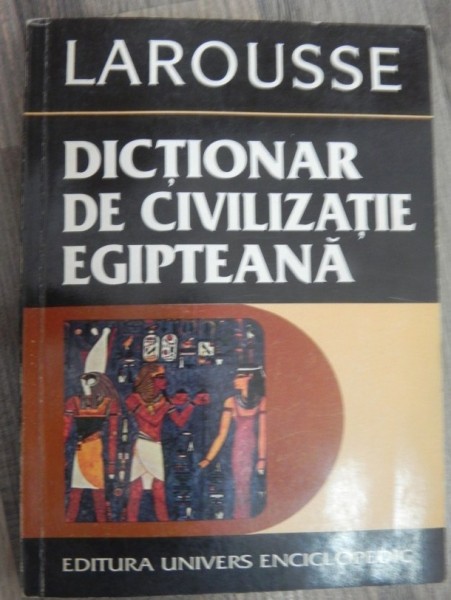 LAROUSSE
DICȚIONAR
DE CIVILIZAȚIE
EGIPTEANĂ
EDITURA UNIVERS ENCICLOPEDIC